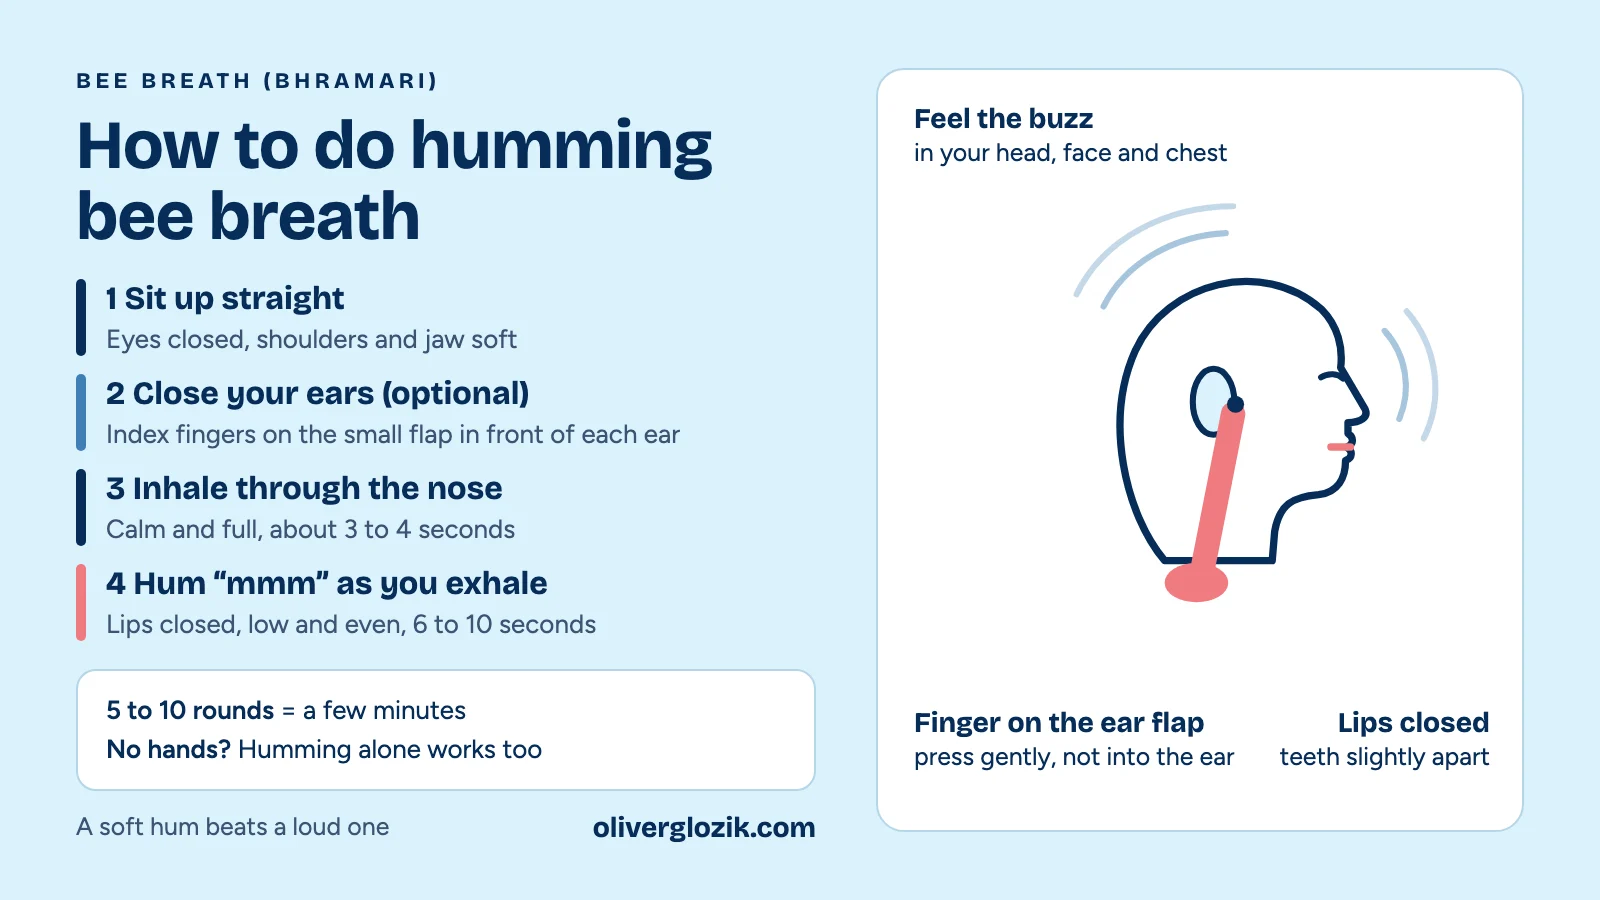 BEE BREATH (BHRAMARI)
How to do humming
bee breath
1 Sit up straight
Eyes closed, shoulders and jaw soft
2 Close your ears (optional)
Index fingers on the small flap in front of each ear
3 Inhale through the nose
Calm and full, about 3 to 4 seconds
4 Hum “mmm” as you exhale
Lips closed, low and even, 6 to 10 seconds
5 to 10 rounds = a few minutes
No hands? Humming alone works too
A soft hum beats a loud one
oliverglozik.com
Feel the buzz
in your head, face and chest
Finger on the ear flap
press gently, not into the ear
Lips closed
teeth slightly apart